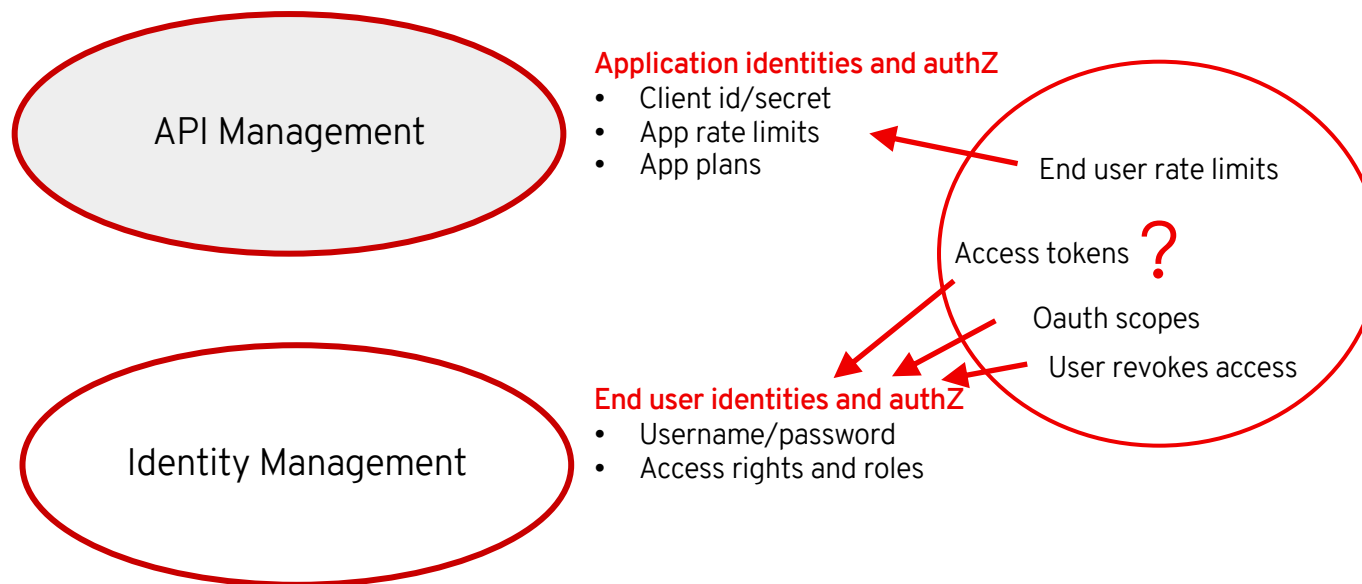 API Management
Application identities and authZ
• Client id/secret
• App rate limits
• App plans
End user rate limits
Access tokens ?
Oauth scopes
User revokes access
Identity Management
End user identities and authZ
• Username/password
• Access rights and roles